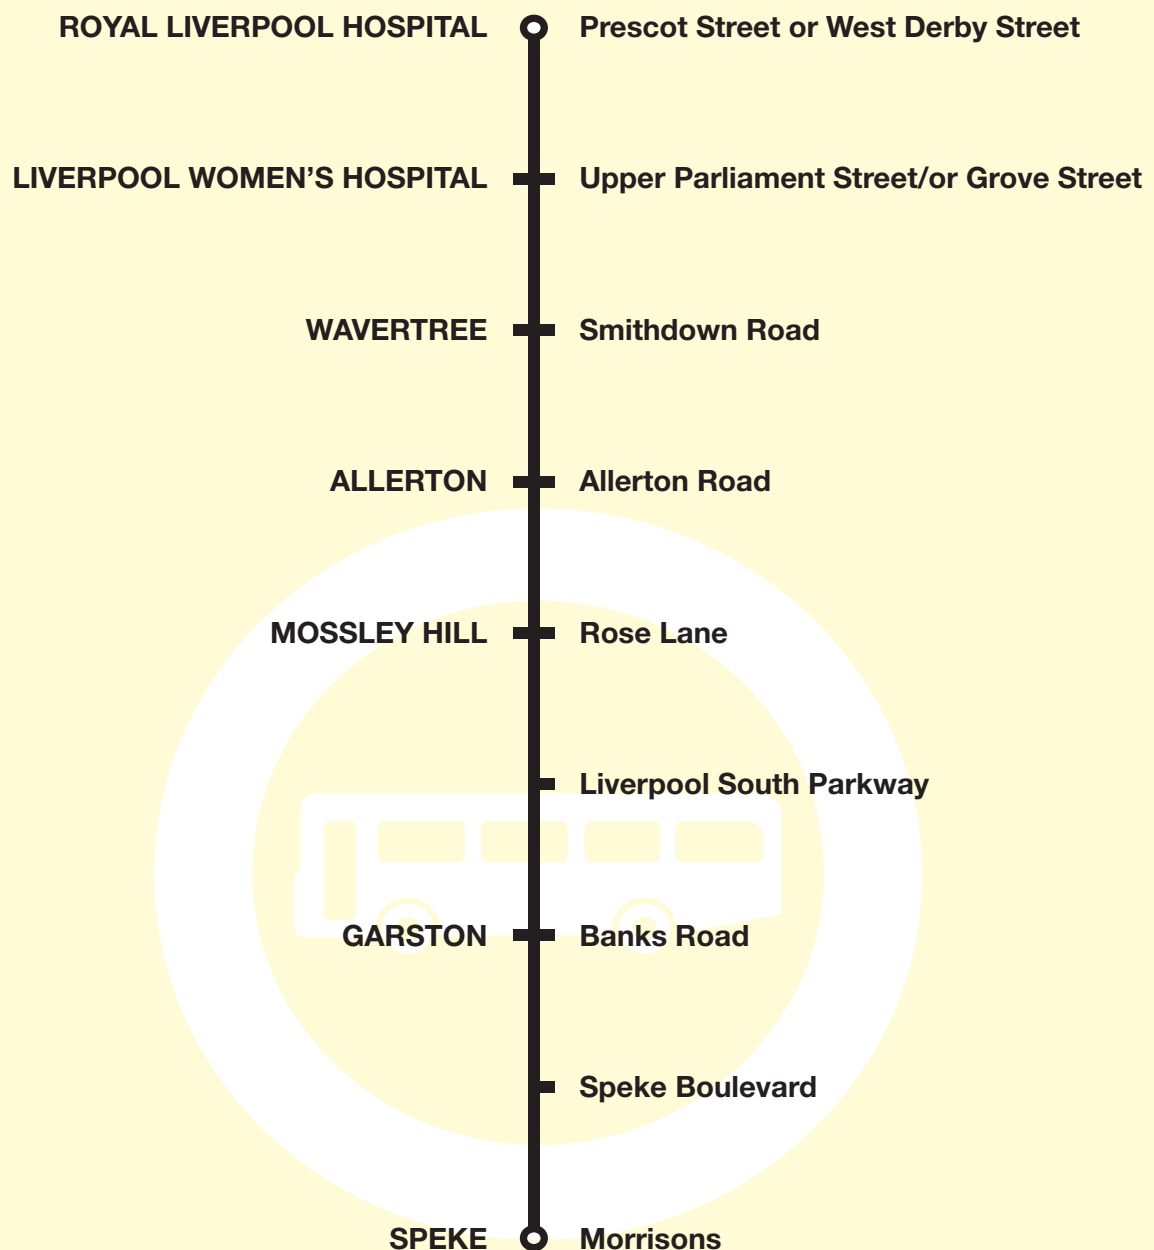 ROYAL LIVERPOOL HOSPITAL Prescot Street or West Derby Street
LIVERPOOL WOMEN'S HOSPITAL Upper Parliament Street/or Grove Street
WAVERTREE Smithdown Road
ALLERTON Allerton Road
MOSSLEY HILL Rose Lane
Liverpool South Parkway
GARSTON Banks Road
Speke Boulevard
SPEKE Morrisons